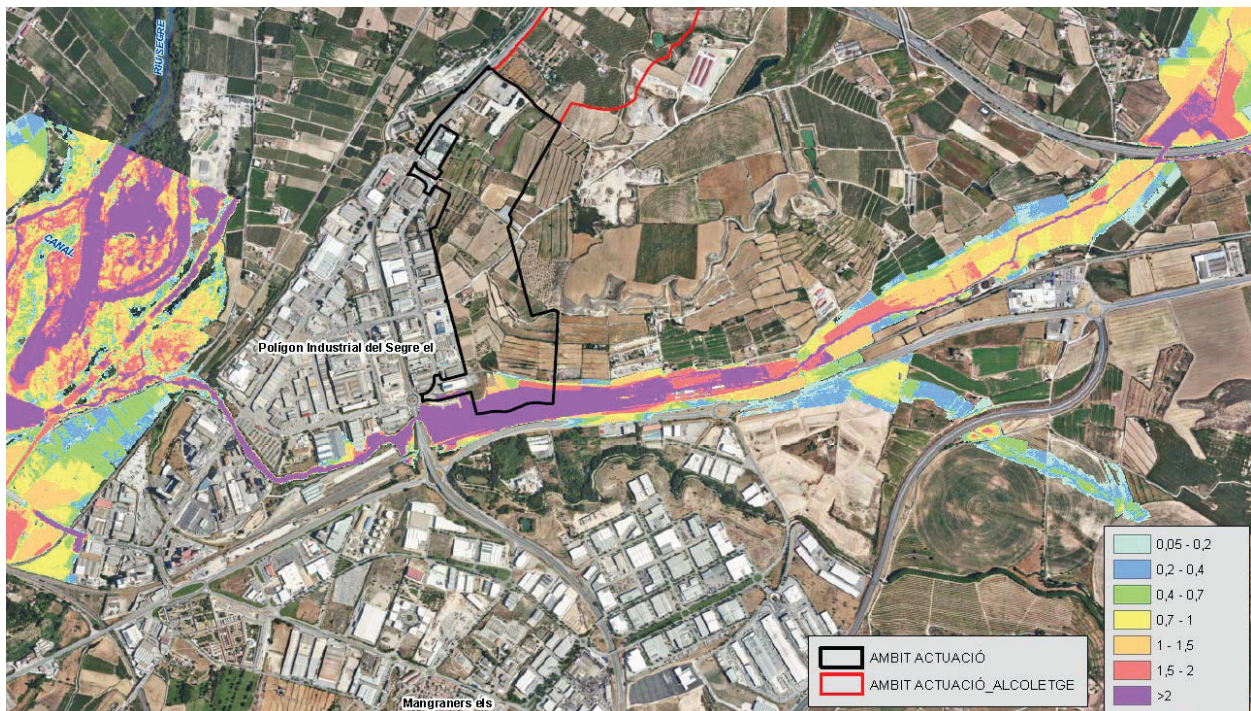 RIU SEGRE
CANAL
Polígon Industrial del Segre el
Mangraners els
AMBIT ACTUACIÓ
AMBIT ACTUACIÓ_ALCOLETGE
0,05 - 0,2
0,2 - 0,4
0,4 - 0,7
0,7 - 1
1 - 1,5
1,5 - 2
>2